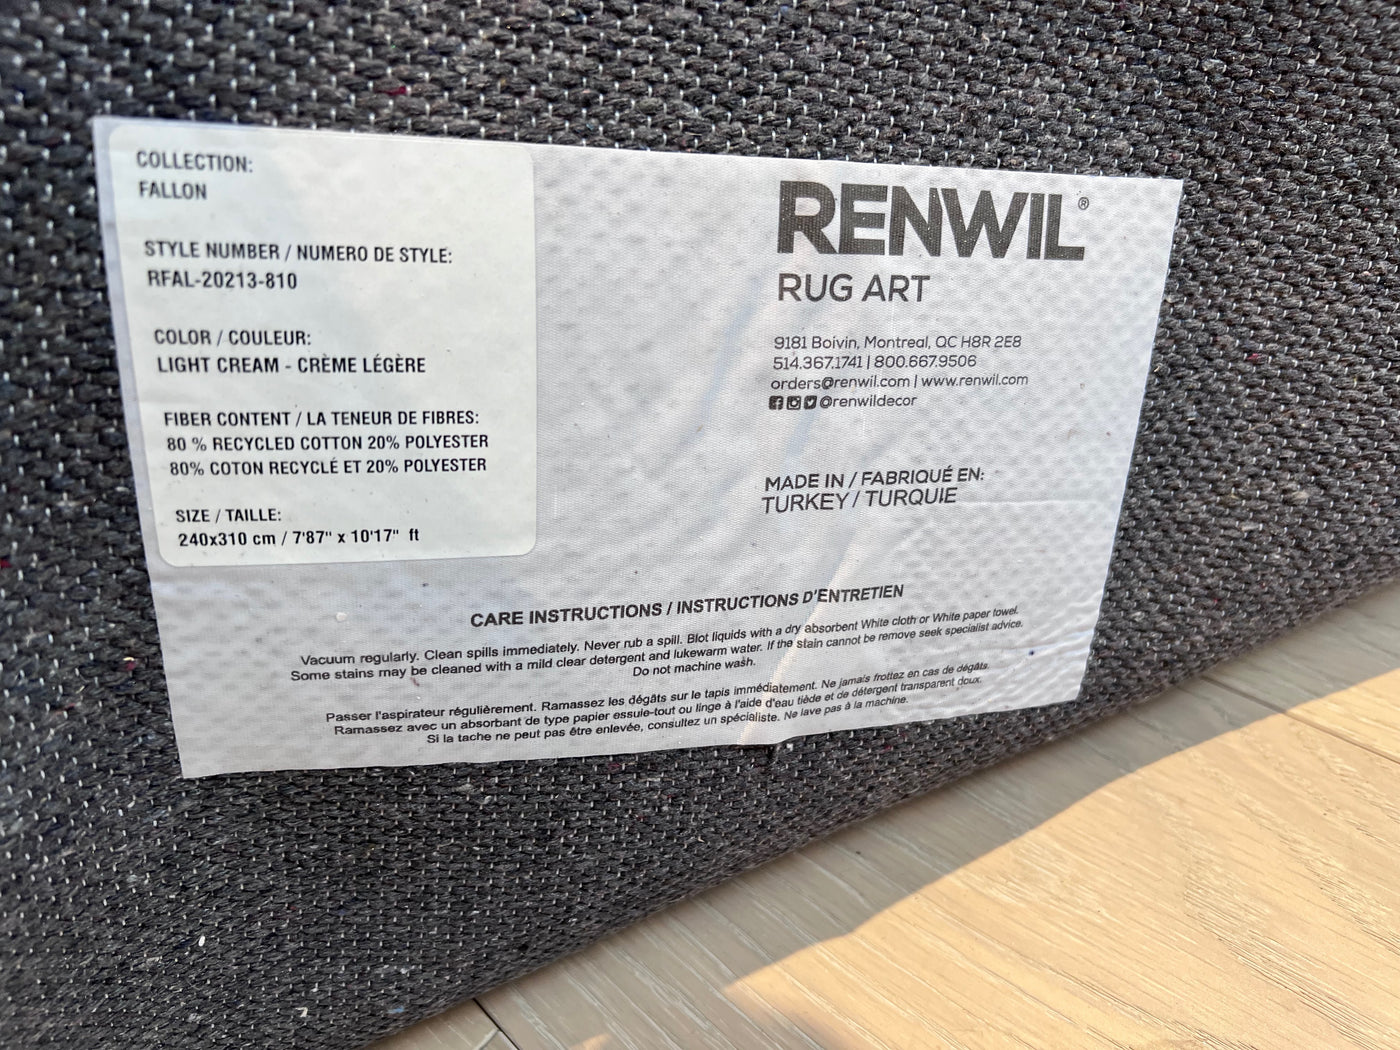 COLLECTION:
FALLON
STYLE NUMBER / NUMERO DE STYLE:
RFAL-20213-810
COLOR / COULEUR:
LIGHT CREAM - CRÈME LÉGÈRE
FIBER CONTENT / LA TENEUR DE FIBRES:
80 % RECYCLED COTTON 20% POLYESTER
80% COTON RECYCLÉ ET 20% POLYESTER
SIZE / TAILLE:
240x310 cm / 7'87" x 10'17" ft
RENWIL®
RUG ART
9181 Boivin, Montreal, QC H8R 2E8
514.367.1741 | 800.667.9506
orders@renwil.com | www.renwil.com
@renwildecor
MADE IN / FABRIQUÉ EN:
TURKEY / TURQUIE
CARE INSTRUCTIONS / INSTRUCTIONS D'ENTRETIEN
Vacuum regularly. Clean spills immediately. Never rub a spill. Blot liquids with a dry absorbent White cloth or White paper towel.
Some stains may be cleaned with a mild clear detergent and lukewarm water. If the stain cannot be remove seek specialist advice.
Do not machine wash.
Passer l'aspirateur régulièrement. Ramassez les dégâts sur le tapis immédiatement. Ne jamais frottez en cas de dégâts.
Ramassez avec un absorbant de type papier essuie-tout ou linge à l'aide d'eau tiède et de détergent transparent doux.
Si la tache ne peut pas être enlevée, consultez un spécialiste. Ne lave pas à la machine.